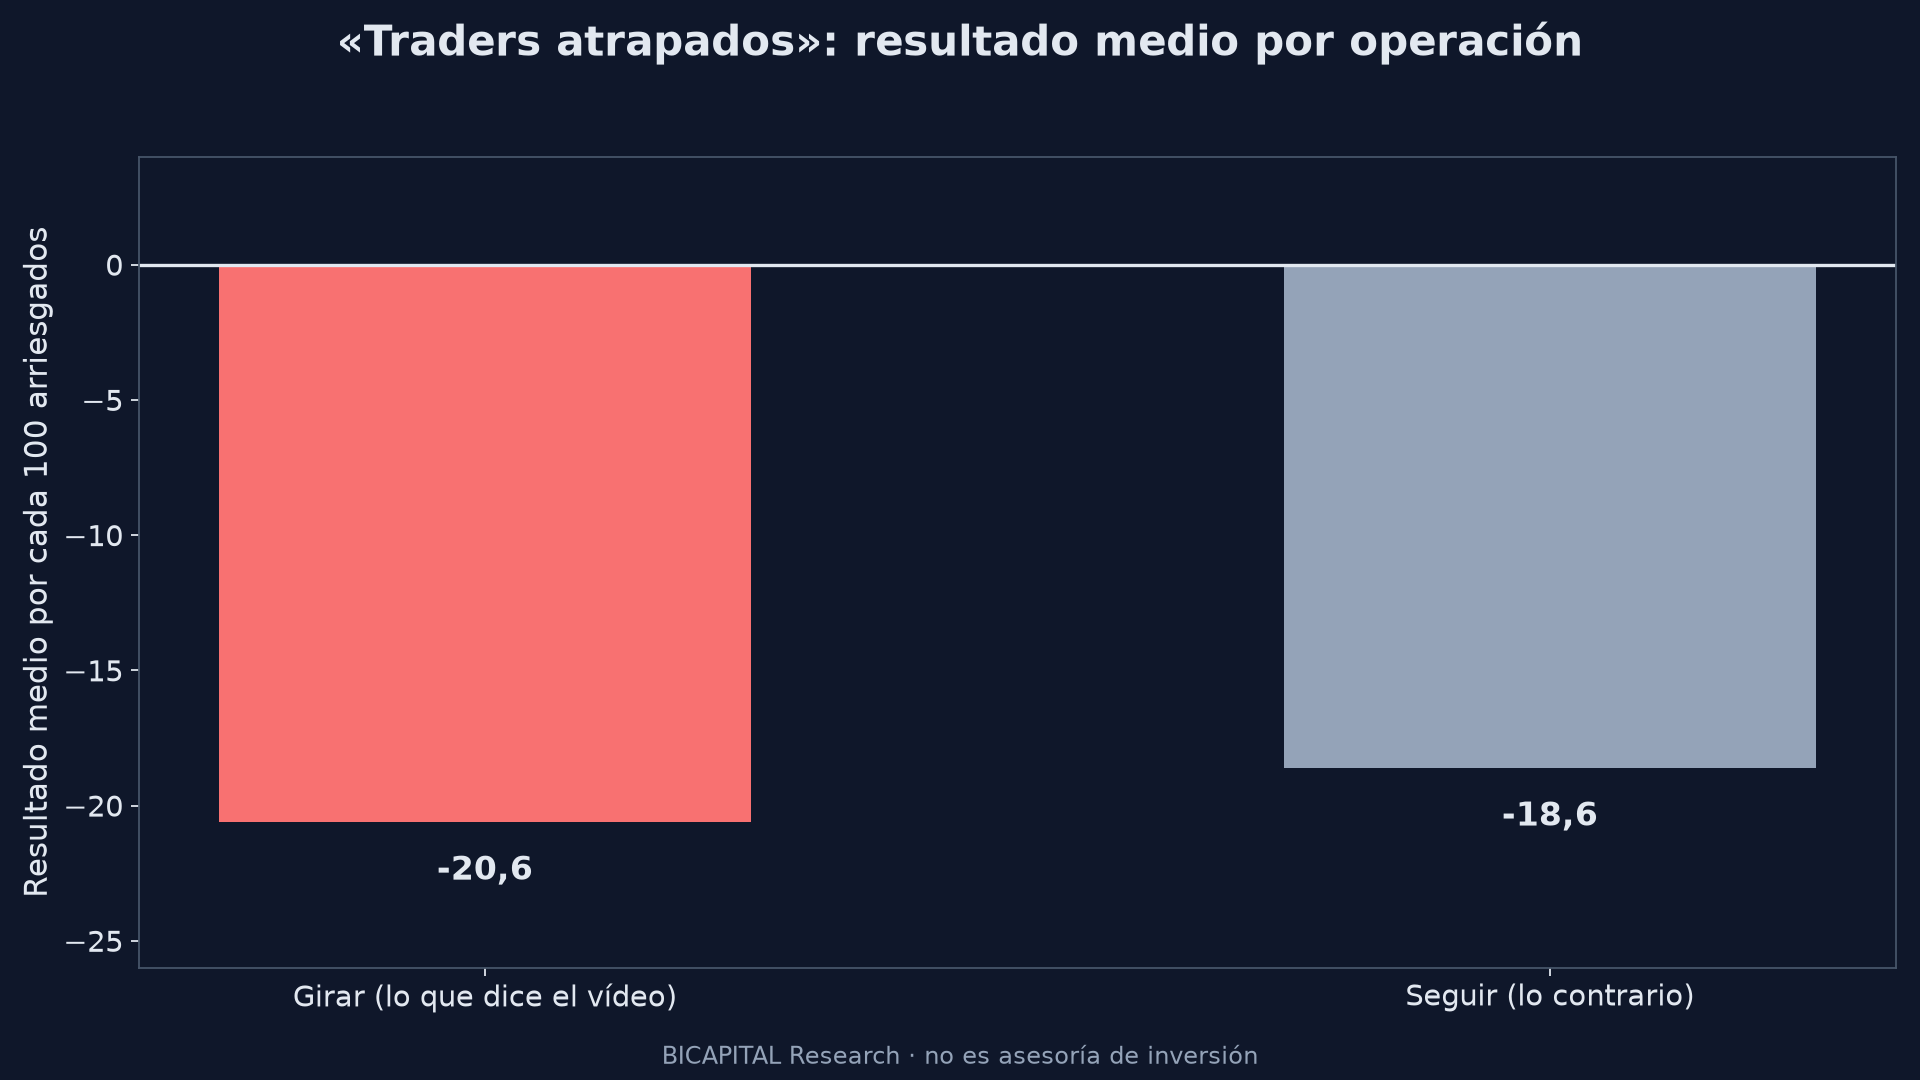 «Traders atrapados»: resultado medio por operación
Resultado medio por cada 100 arriesgados
0
−5
−10
−15
−20
−25
-20,6
-18,6
Girar (lo que dice el vídeo)
Seguir (lo contrario)
BICAPITAL Research · no es asesoría de inversión